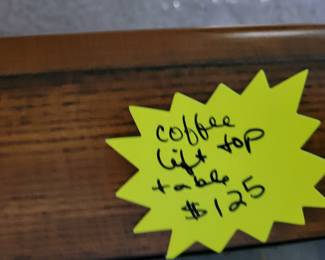 coffee
lift top
table
$125